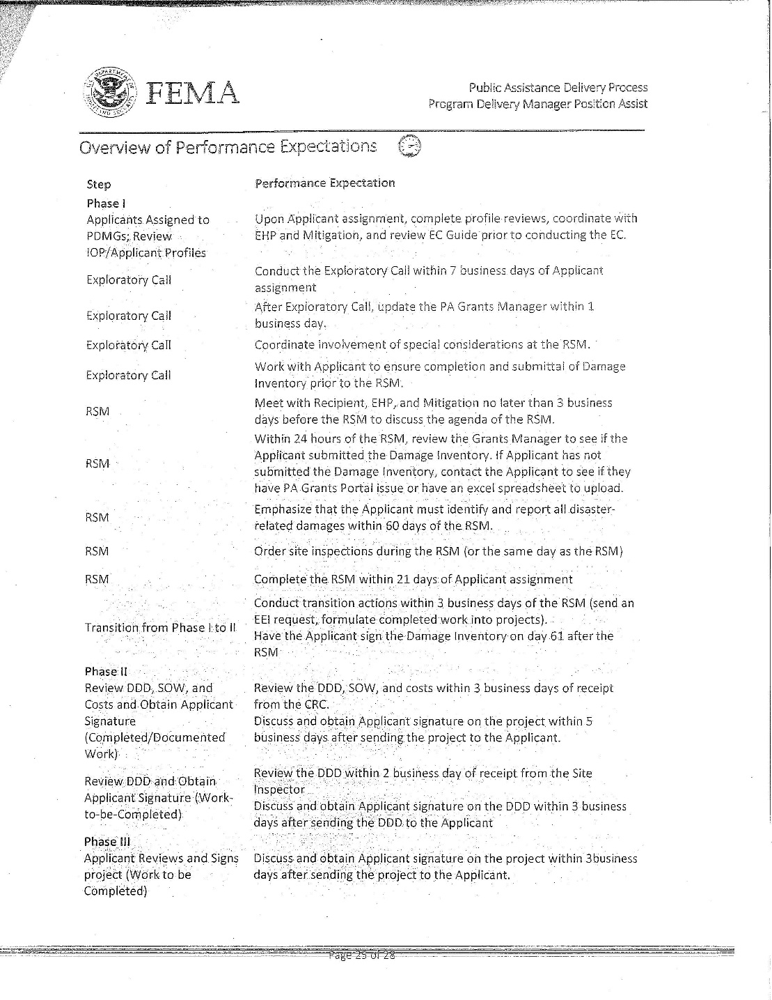 FEMA
Public Assistance Delivery Process
Program Delivery Manager Position Assist
Overview of Performance Expectations
Step Performance Expectation
Phase I
Applicants Assigned to PDMGs; Review IOP/Applicant Profiles
Upon Applicant assignment, complete profile reviews, coordinate with
EHP and Mitigation, and review EC Guide prior to conducting the EC.
Exploratory Call
Conduct the Exploratory Call within 7 business days of Applicant
assignment
Exploratory Call
After Exploratory Call, update the PA Grants Manager within 1
business day.
Exploratory Call
Coordinate involvement of special considerations at the RSM.
Exploratory Call
Work with Applicant to ensure completion and submittal of Damage
Inventory prior to the RSM.
RSM
Meet with Recipient, EHP, and Mitigation no later than 3 business
days before the RSM to discuss the agenda of the RSM.
RSM
Within 24 hours of the RSM, review the Grants Manager to see if the
Applicant submitted the Damage Inventory. If Applicant has not
submitted the Damage Inventory, contact the Applicant to see if they
have PA Grants Portal issue or have an excel spreadsheet to upload.
RSM
Emphasize that the Applicant must identify and report all disaster-
related damages within 60 days of the RSM.
RSM
Order site inspections during the RSM (or the same day as the RSM)
RSM
Complete the RSM within 21 days of Applicant assignment
Transition from Phase I to II
Conduct transition actions within 3 business days of the RSM (send an
EEI request, formulate completed work into projects).
Have the Applicant sign the Damage Inventory on day 61 after the
RSM
Phase II
Review DDD, SOW, and
Costs and Obtain Applicant
Signature
(Completed/Documented
Work)
Review the DDD, SOW, and costs within 3 business days of receipt
from the CRC.
Discuss and obtain Applicant signature on the project within 5
business days after sending the project to the Applicant.
Review DDD and Obtain
Applicant Signature (Work-
to-be-Completed)
Review the DDD within 2 business day of receipt from the Site
Inspector
Discuss and obtain Applicant signature on the DDD within 3 business
days after sending the DDD to the Applicant
Phase III
Applicant Reviews and Signs
project (Work to be
Completed)
Discuss and obtain Applicant signature on the project within 3business
days after sending the project to the Applicant.
Page 25 of 28